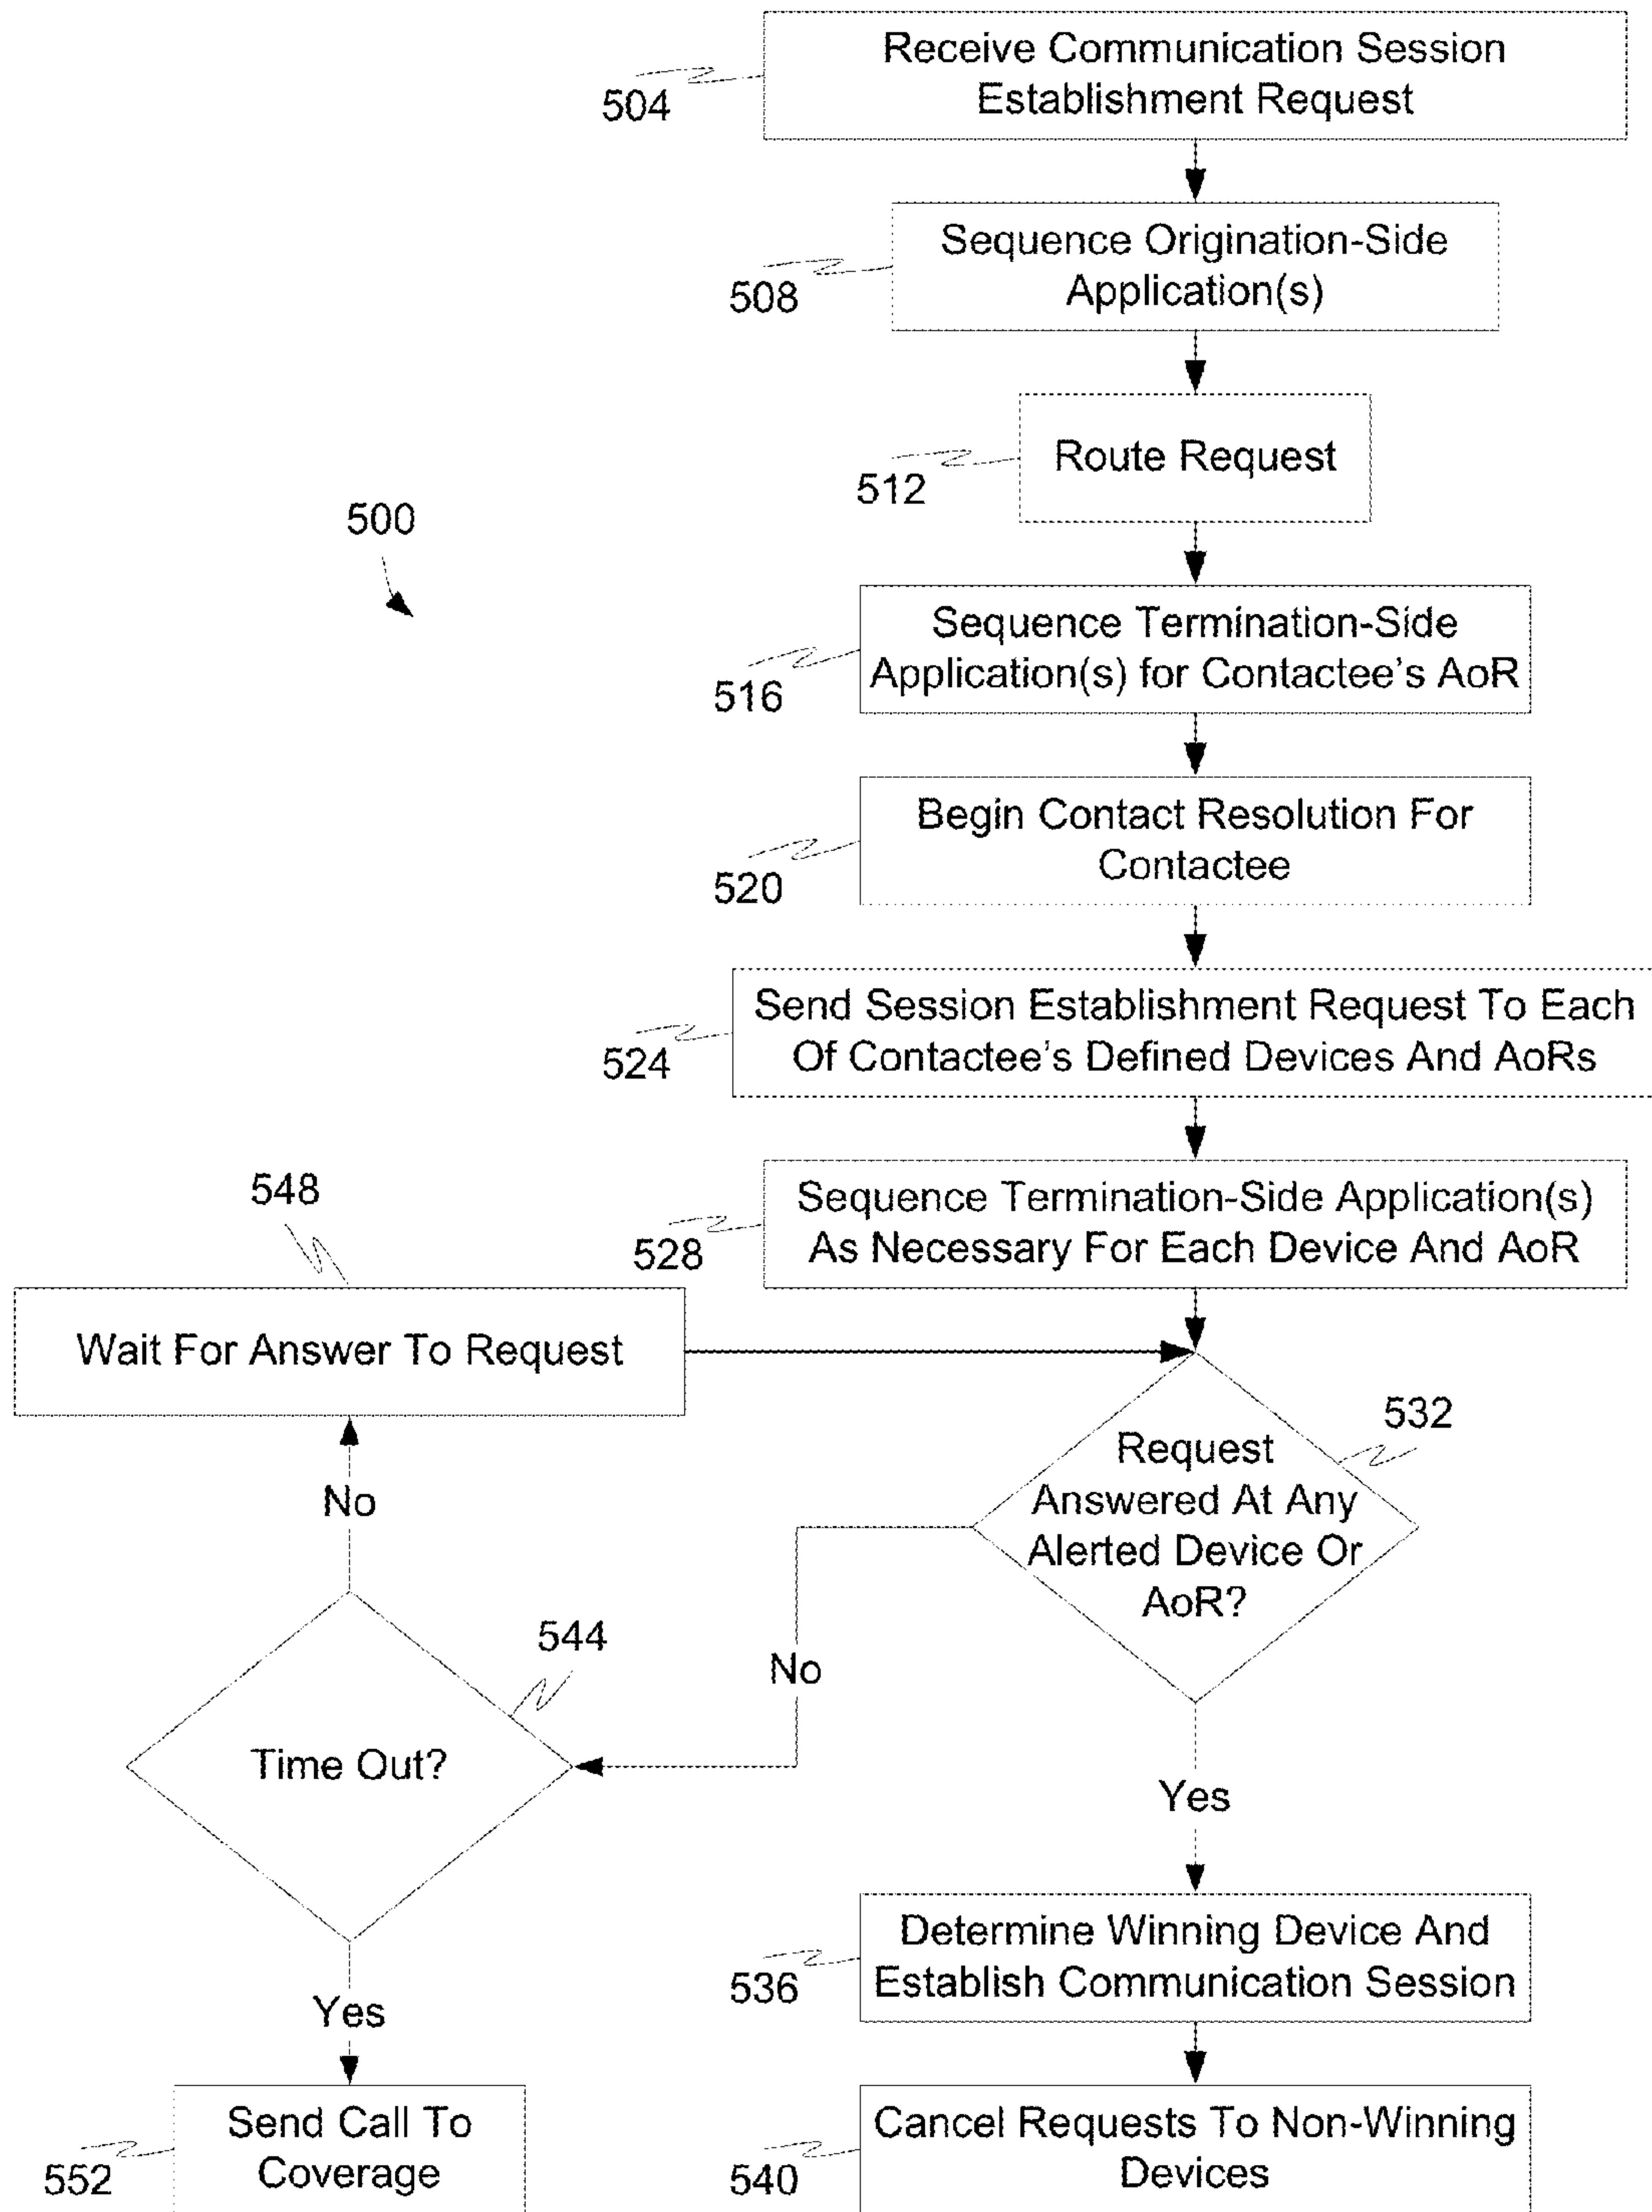 Receive Communication Session
Establishment Request
504
Sequence Origination-Side
Application(s)
508
Route Request
512
500
Sequence Termination-Side
Application(s) for Contactee's AoR
516
Begin Contact Resolution For
Contactee
520
Send Session Establishment Request To Each
Of Contactee's Defined Devices And AoRs
524
Sequence Termination-Side Application(s)
As Necessary For Each Device And AoR
528
548
Wait For Answer To Request
532
Request
Answered At Any
Alerted Device Or
AoR?
No
544
No
Time Out?
Yes
Determine Winning Device And
Establish Communication Session
536
Yes
Send Call To
Coverage
552
Cancel Requests To Non-Winning
Devices
540